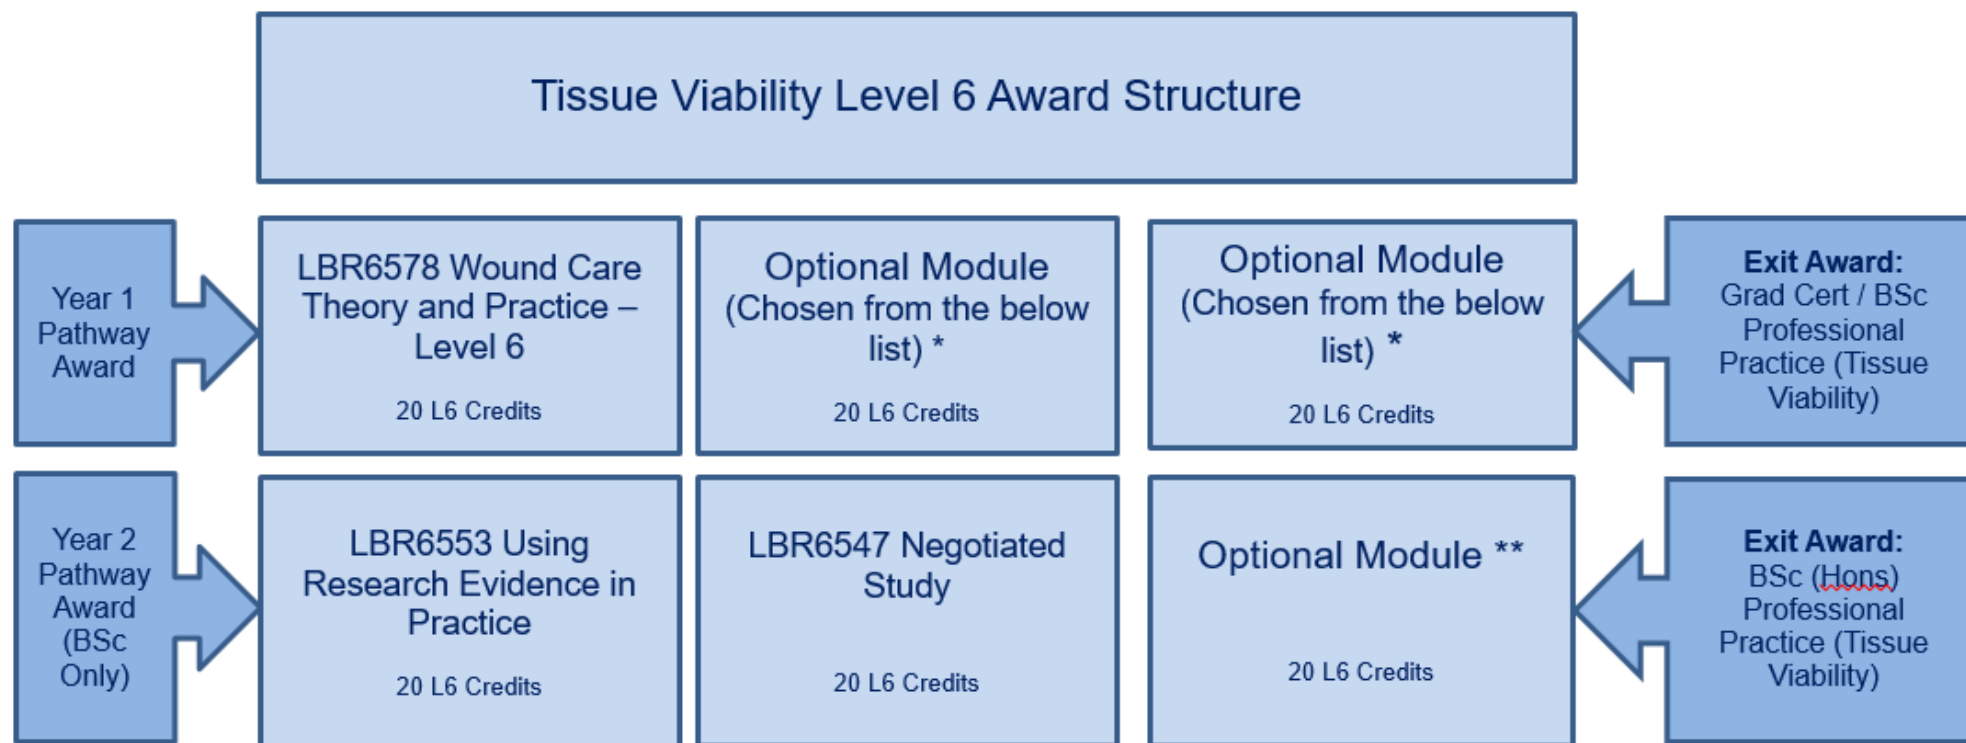 Tissue Viability Level 6 Award Structure
Year 1
Pathway
Award
LBR6578 Wound Care
Theory and Practice –
Level 6
20 L6 Credits
Optional Module
(Chosen from the below
list) *
20 L6 Credits
Optional Module
(Chosen from the below
list) *
20 L6 Credits
Exit Award:
Grad Cert / BSc
Professional
Practice (Tissue
Viability)
Year 2
Pathway
Award
(BSc
Only)
LBR6553 Using
Research Evidence in
Practice
20 L6 Credits
LBR6547 Negotiated
Study
20 L6 Credits
Optional Module **
20 L6 Credits
Exit Award:
BSc (Hons)
Professional
Practice (Tissue
Viability)